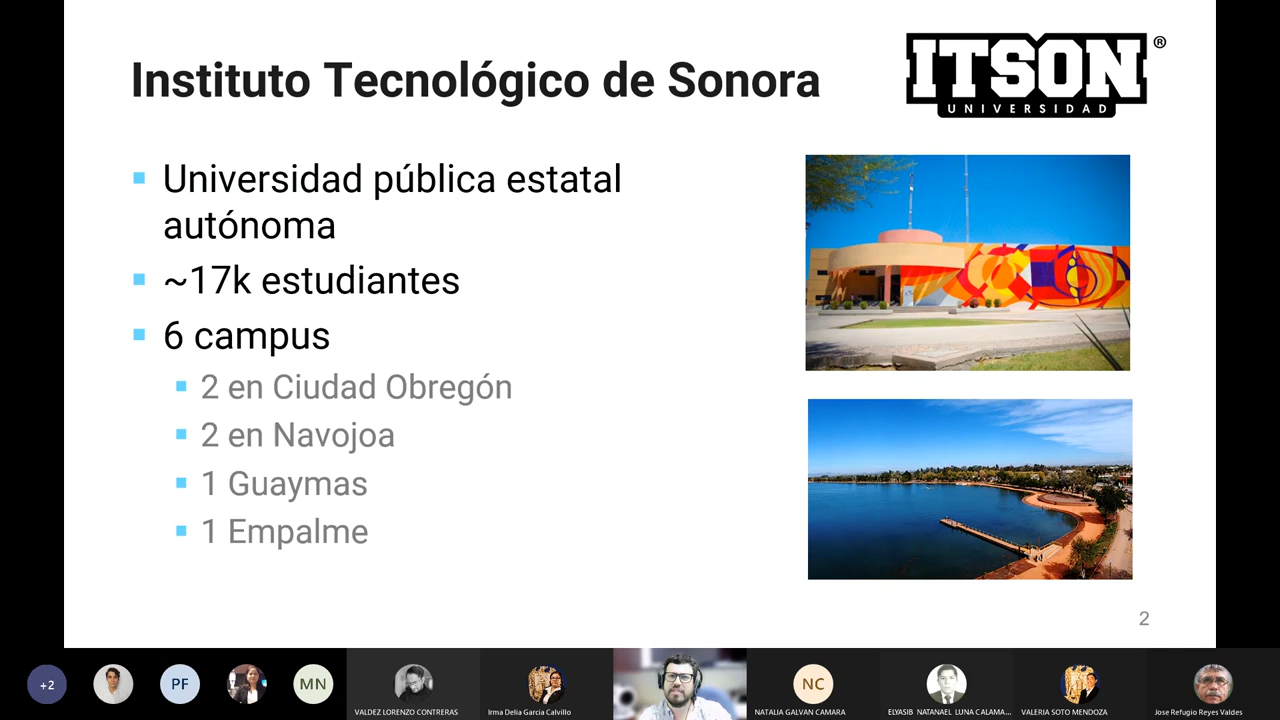 Instituto Tecnológico de Sonora
ITSON
®
UNIVERSIDAD
Universidad pública estatal
autónoma
~17k estudiantes
6 campus
2 en Ciudad Obregón
2 en Navojoa
1 Guaymas
1 Empalme
2
+2
PF
MN
NC
VALDEZ LORENZO CONTRERAS
Irma Delia Garcia Calvillo
NATALIA GALVAN CAMARA
ELYASIB NATANAEL LUNA CALAMA...
VALERIA SOTO MENDOZA
Jose Refugio Reyes Valdes